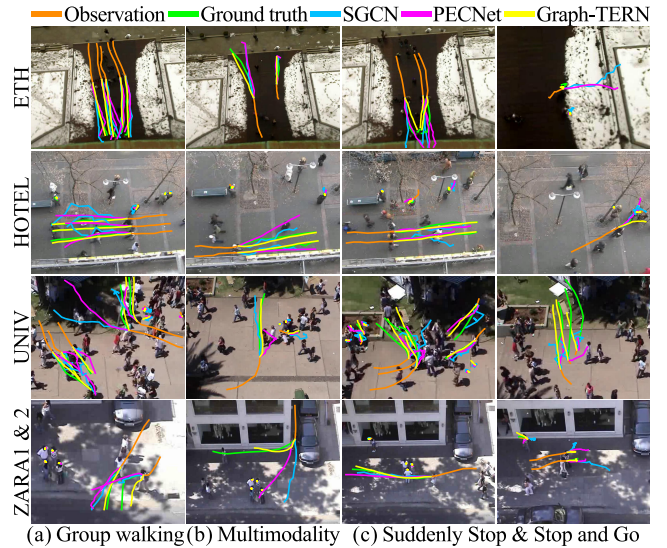 Observation Ground truth SGCN PECNet Graph-TERN
ETH
HOTEL
UNIV
ZARA1 & 2
(a) Group walking (b) Multimodality (c) Suddenly Stop & Stop and Go